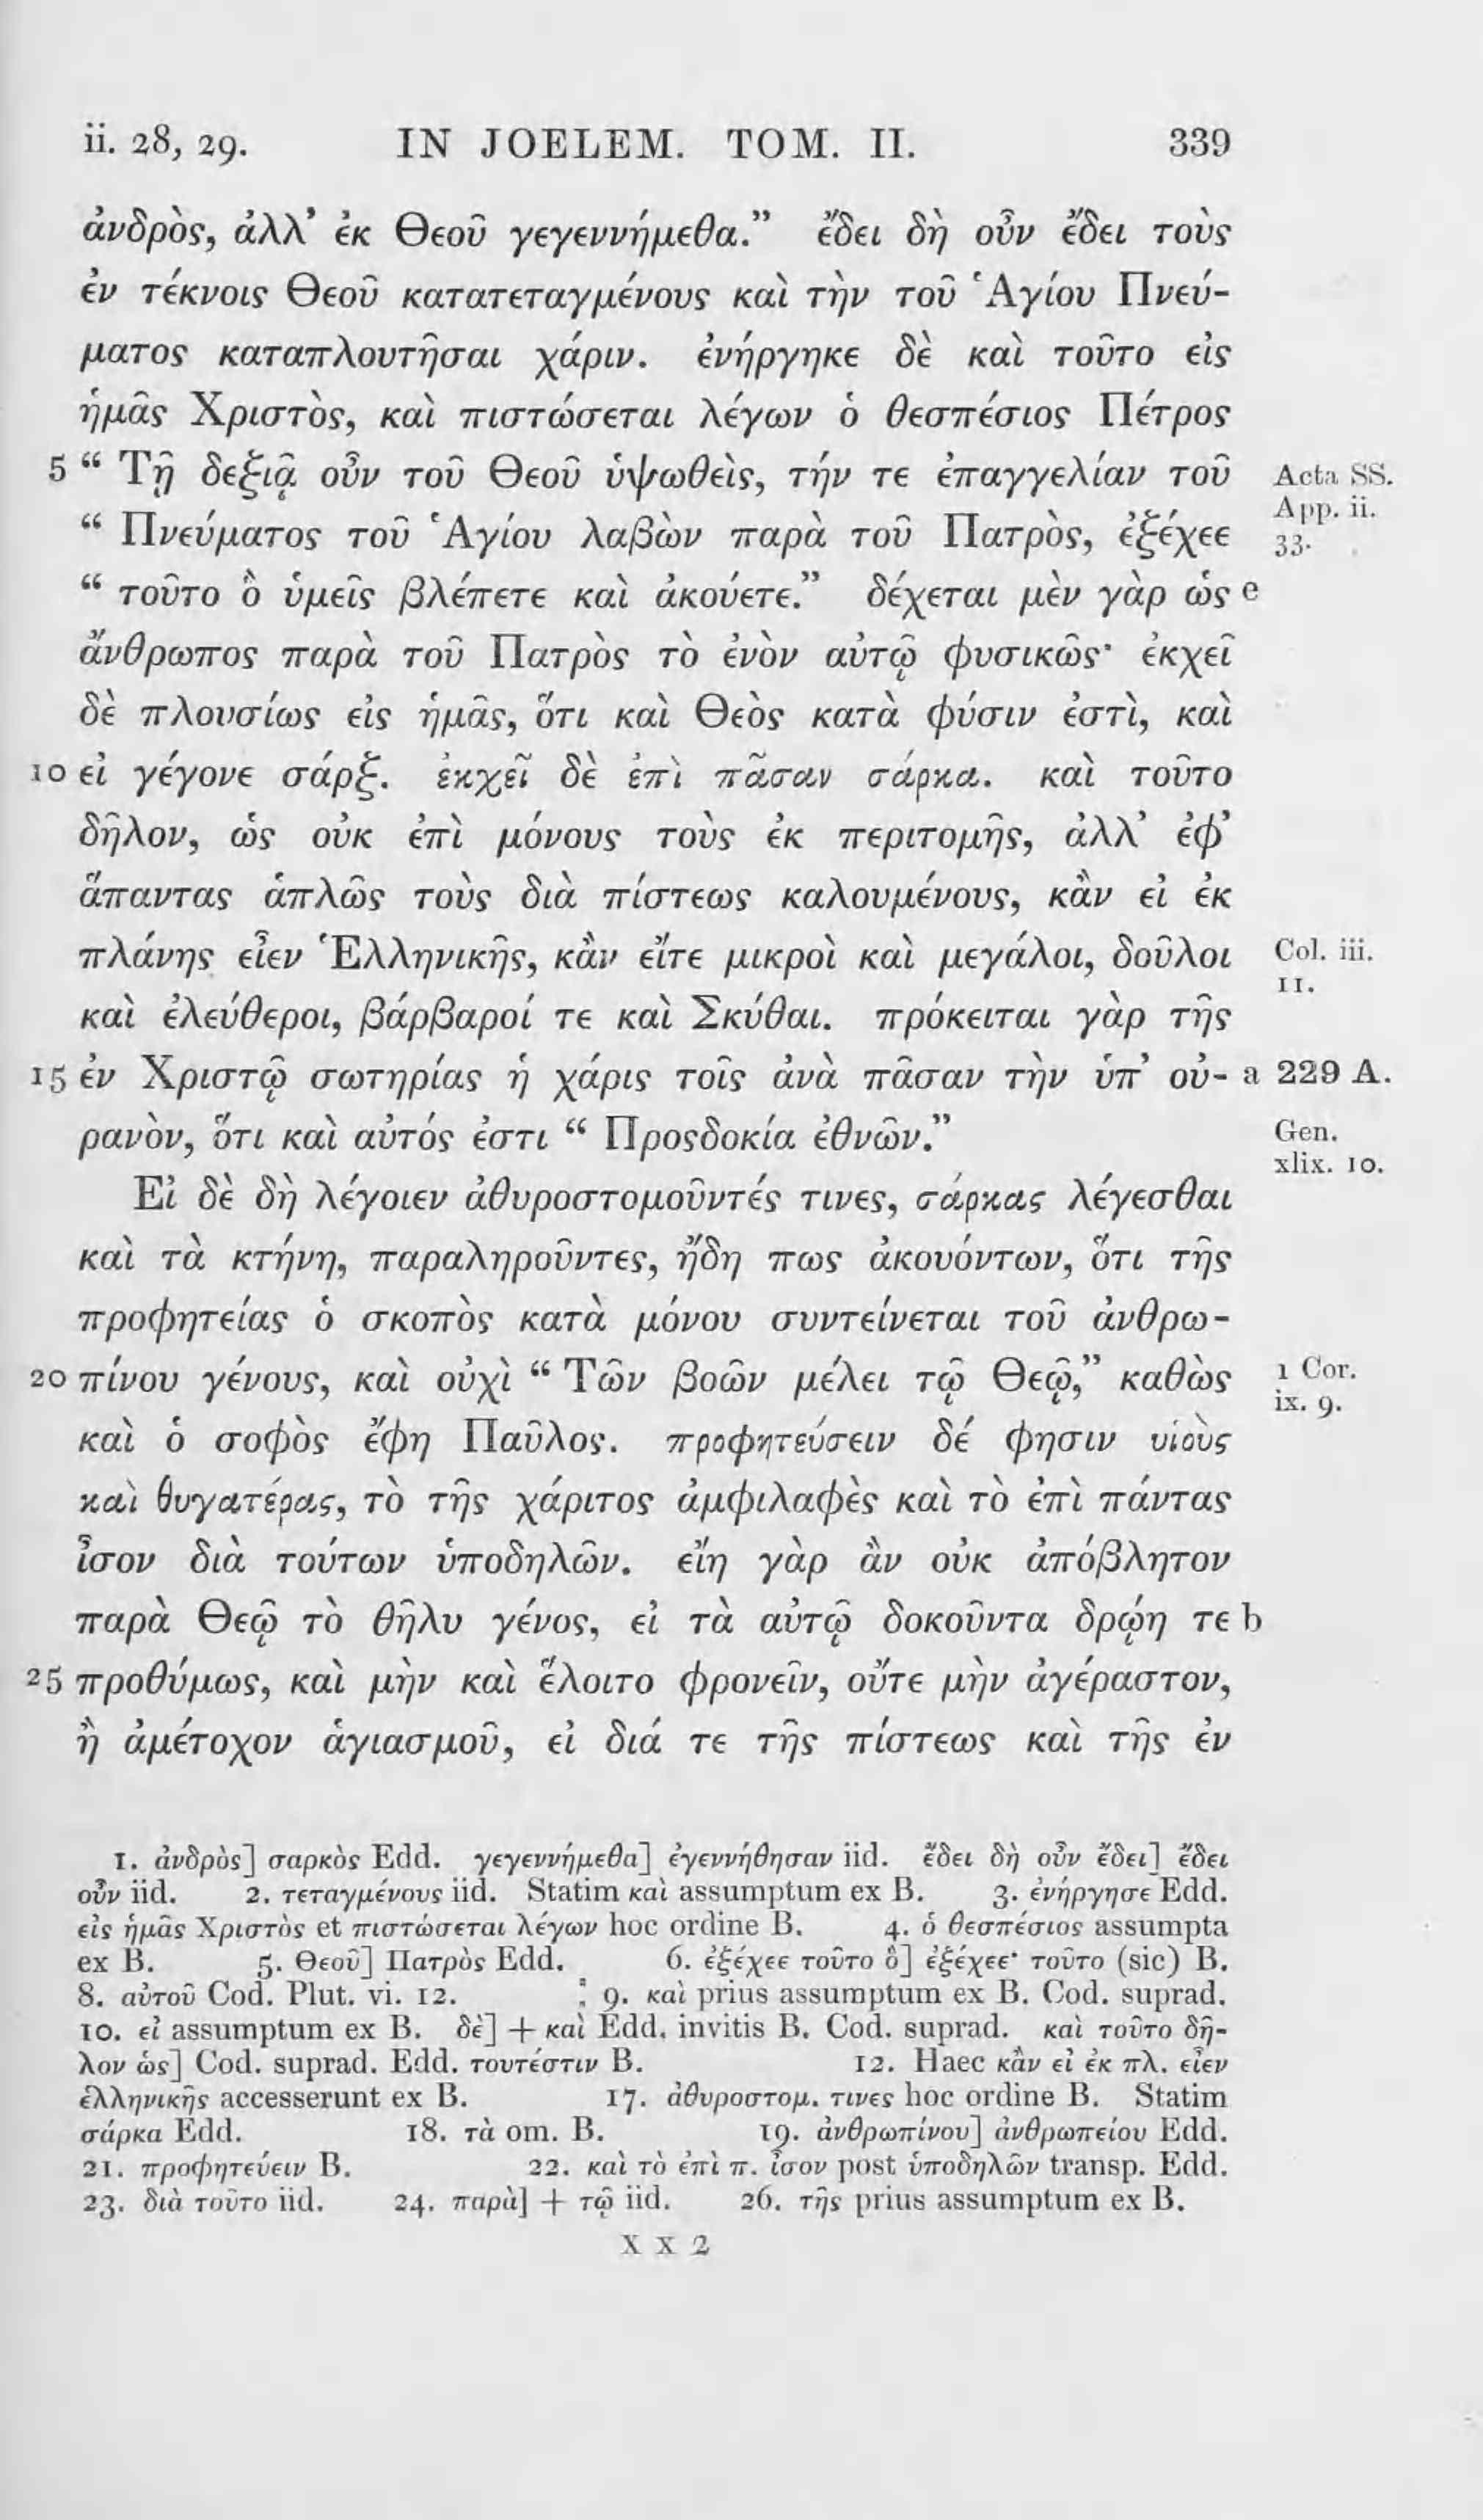 ii. 28, 29. IN JOELEM. TOM. II. 339
ἀνδρὸς, ἀλλ’ ἐκ Θεοῦ γεγεννήμεθα.” ἔδει δὴ οὖν ἔδει τοὺς
ἐν τέκνοις Θεοῦ κατατεταγμένους καὶ τὴν τοῦ Ἁγίου Πνεύ-
ματος καταπλουτῆσαι χάριν. ἐνήργηκε δὲ καὶ τοῦτο εἰς
ἡμᾶς Χριστὸς, καὶ πιστώσεται λέγων ὁ θεσπέσιος Πέτρος
5 “ Τῇ δεξιᾷ οὖν τοῦ Θεοῦ ὑψωθεὶς, τήν τε ἐπαγγελίαν τοῦ Acta SS.
App. ii.
“ Πνεύματος τοῦ Ἁγίου λαβὼν παρὰ τοῦ Πατρὸς, ἐξέχεε 33.
“ τοῦτο ὃ ὑμεῖς βλέπετε καὶ ἀκούετε.” δέχεται μὲν γὰρ ὡς e
ἄνθρωπος παρὰ τοῦ Πατρὸς τὸ ἐνὸν αὐτῷ φυσικῶς· ἐκχεῖ
δὲ πλουσίως εἰς ἡμᾶς, ὅτι καὶ Θεὸς κατὰ φύσιν ἐστὶ, καὶ
10 εἰ γέγονε σάρξ. ἐκχεῖ δὲ ἐπὶ πᾶσαν σάρκα. καὶ τοῦτο
δῆλον, ὡς οὐκ ἐπὶ μόνους τοὺς ἐκ περιτομῆς, ἀλλ’ ἐφ’
ἅπαντας ἁπλῶς τοὺς διὰ πίστεως καλουμένους, κἂν εἰ ἐκ
πλάνης εἶεν Ἑλληνικῆς, κἂν εἴτε μικροὶ καὶ μεγάλοι, δοῦλοι Col. iii.
11.
καὶ ἐλεύθεροι, βάρβαροί τε καὶ Σκύθαι. πρόκειται γὰρ τῆς
15 ἐν Χριστῷ σωτηρίας ἡ χάρις τοῖς ἀνὰ πᾶσαν τὴν ὑπ’ οὐ- a 229 A.
ρανὸν, ὅτι καὶ αὐτός ἐστι “ Προςδοκία ἐθνῶν.” Gen.
xlix. 10.
Εἰ δὲ δὴ λέγοιεν ἀθυροστομοῦντές τινες, σάρκας λέγεσθαι
καὶ τὰ κτήνη, παραληροῦντες, ἤδη πως ἀκουόντων, ὅτι τῆς
προφητείας ὁ σκοπὸς κατὰ μόνου συντείνεται τοῦ ἀνθρω-
20 πίνου γένους, καὶ οὐχὶ “ Τῶν βοῶν μέλει τῷ Θεῷ,” καθὼς 1 Cor.
ix. 9.
καὶ ὁ σοφὸς ἔφη Παῦλος. προφητεύσειν δέ φησιν υἱοὺς
καὶ θυγατέρας, τὸ τῆς χάριτος ἀμφιλαφὲς καὶ τὸ ἐπὶ πάντας
ἶσον διὰ τούτων ὑποδηλῶν. εἴη γὰρ ἂν οὐκ ἀπόβλητον
παρὰ Θεῷ τὸ θῆλυ γένος, εἰ τὰ αὐτῷ δοκοῦντα δρῴη τε b
25 προθύμως, καὶ μὴν καὶ ἕλοιτο φρονεῖν, οὔτε μὴν ἀγέραστον,
ἢ ἀμέτοχον ἁγιασμοῦ, εἰ διά τε τῆς πίστεως καὶ τῆς ἐν
1. ἀνδρὸς] σαρκὸς Edd. γεγεννήμεθα] ἐγεννήθησαν iid. ἔδει δὴ οὖν ἔδει] ἔδει
οὖν iid. 2. τεταγμένους iid. Statim καὶ assumptum ex B. 3. ἐνήργησε Edd.
εἰς ἡμᾶς Χριστὸς et πιστώσεται λέγων hoc ordine B. 4. ὁ θεσπέσιος assumpta
ex B. 5. Θεοῦ] Πατρὸς Edd. 6. ἐξέχεε τοῦτο ὃ] ἐξέχεε· τοῦτο (sic) B.
8. αὐτοῦ Cod. Plut. vi. 12. 9. καὶ prius assumptum ex B. Cod. suprad.
10. εἰ assumptum ex B. δὲ] + καὶ Edd. invitis B. Cod. suprad. καὶ τοῦτο δῆ-
λον ὡς] Cod. suprad. Edd. τουτέστιν B. 12. Haec κἂν εἰ ἐκ πλ. εἶεν
ἑλληνικῆς accesserunt ex B. 17. ἀθυροστομ. τινες hoc ordine B. Statim
σάρκα Edd. 18. τὰ om. B. 19. ἀνθρωπίνου] ἀνθρωπείου Edd.
21. προφητεύειν B. 22. καὶ τὸ ἐπὶ π. ἶσον post ὑποδηλῶν transp. Edd.
23. διὰ τοῦτο iid. 24. παρὰ] + τῷ iid. 26. τῆς prius assumptum ex B.
X X 2